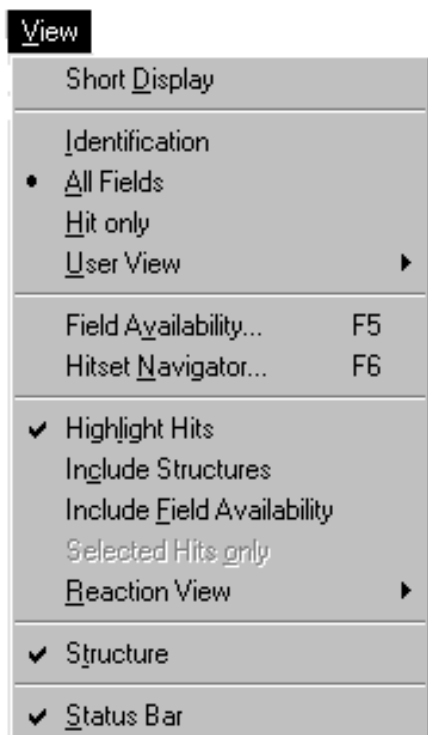 View
Short Display
Identification
All Fields
Hit only
User View
Field Availability... F5
Hitset Navigator... F6
Highlight Hits
Include Structures
Include Field Availability
Selected Hits only
Reaction View
Structure
Status Bar